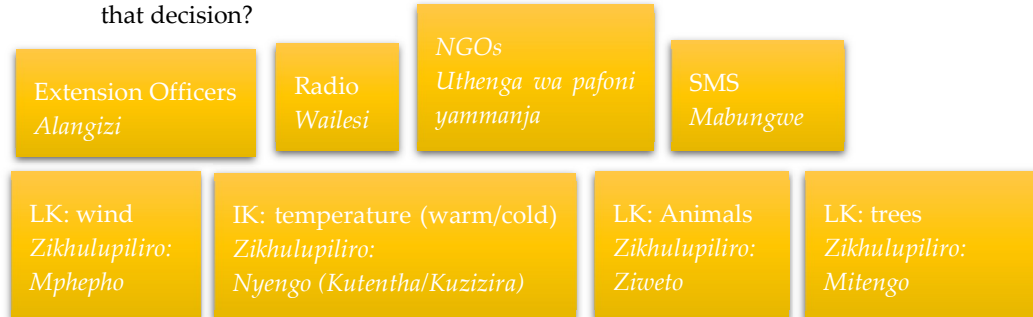 that decision?
Extension Officers
Alangizi
Radio
Wailesi
NGOs
Uthenga wa pafoni
yammanja
SMS
Mabungwe
LK: wind
Zikhulupiliro:
Mphepho
IK: temperature (warm/cold)
Zikhulupiliro:
Nyengo (Kutentha/Kuzizira)
LK: Animals
Zikhulupiliro:
Ziweto
LK: trees
Zikhulupiliro:
Mitengo